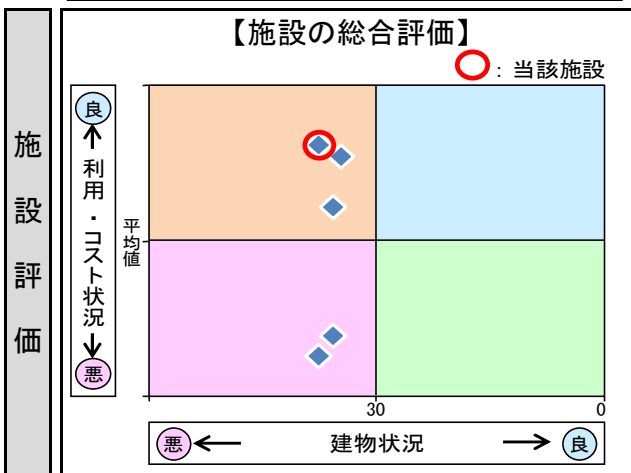 施設評価
【施設の総合評価】
：当該施設
良
利用・コスト状況
悪
平均値
30
0
悪
建物状況
良